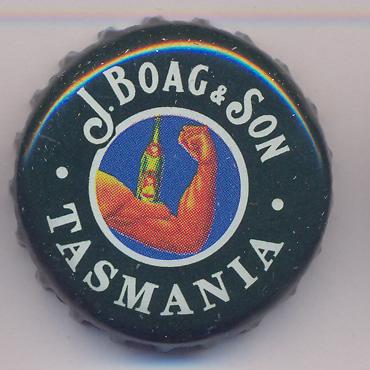 J. BOAG & SON
• TASMANIA •